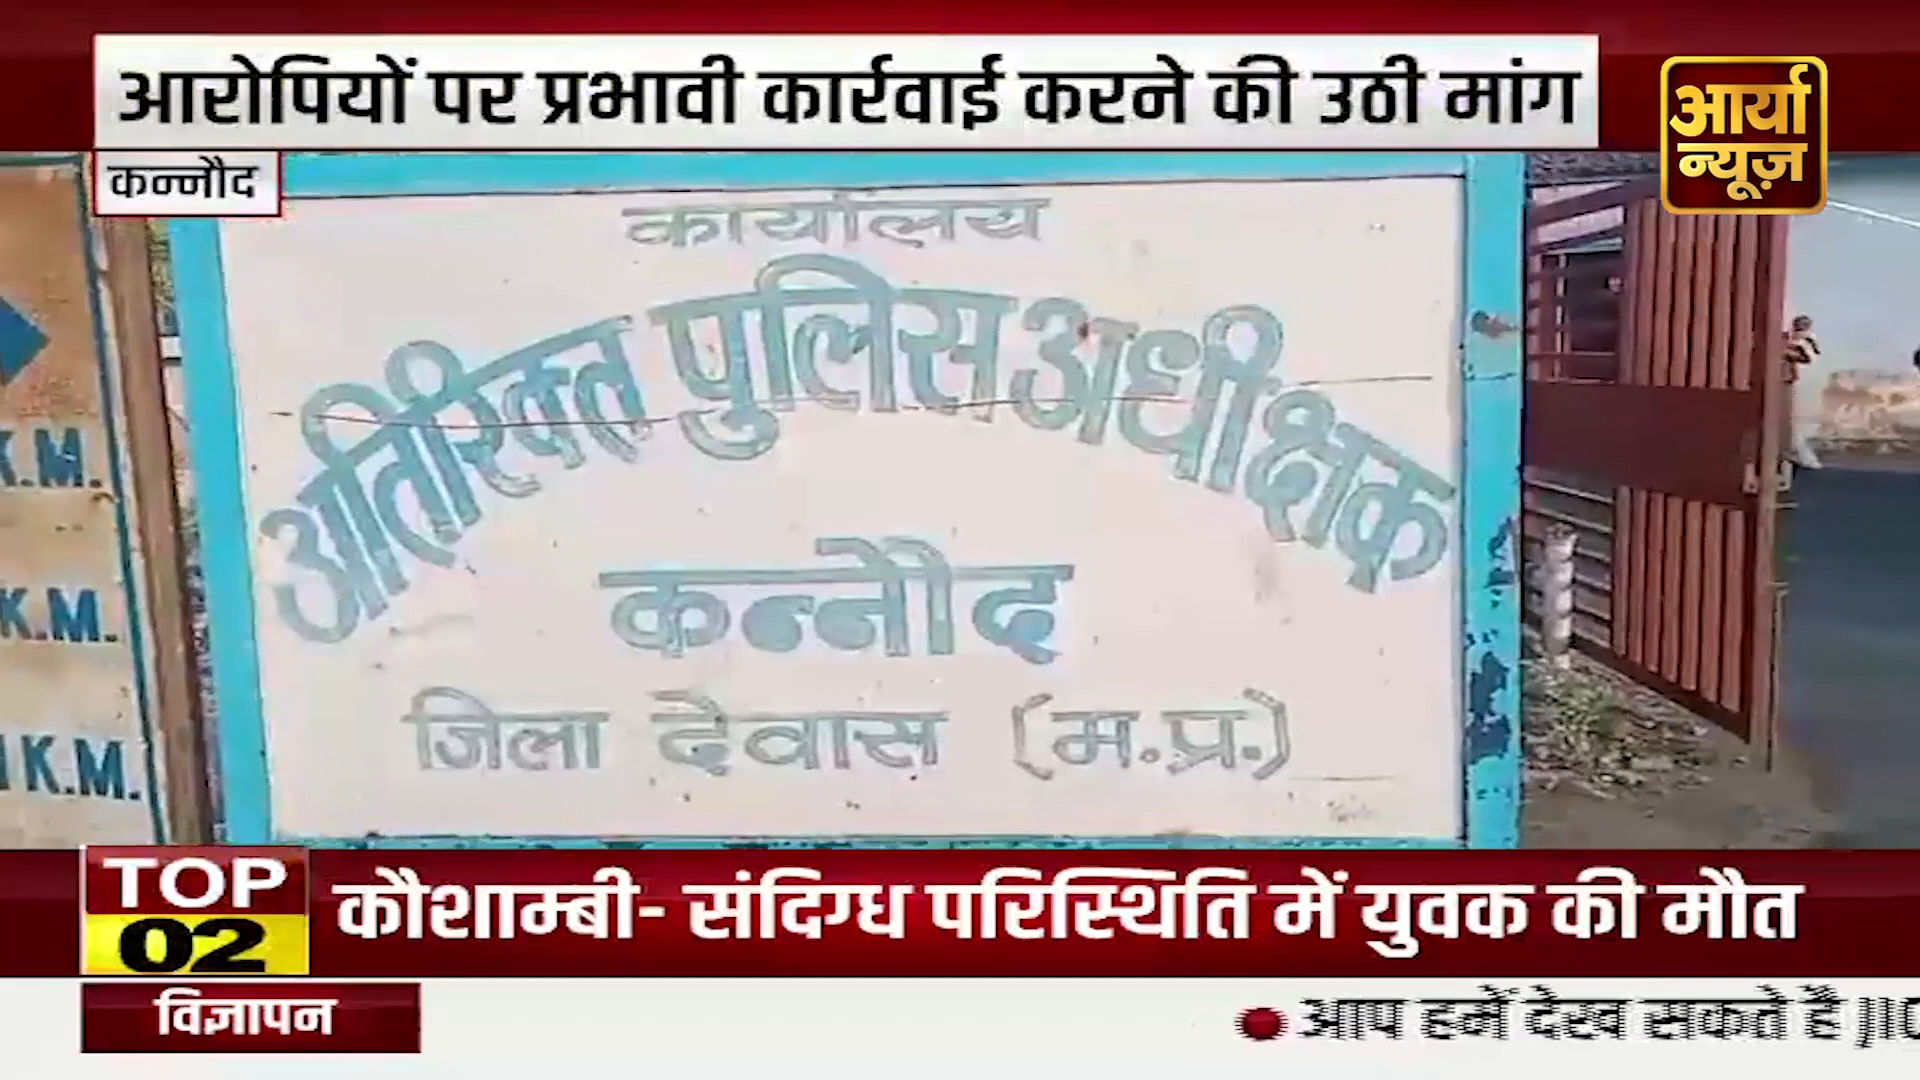 आरोपियों पर प्रभावी कार्रवाई करने की उठी मांग
आर्या
न्यूज़
कन्नौद
कार्यालय
अतिरिक्त पुलिस अधीक्षक
कन्नौद
जिला देवास (म.प्र.)
K.M.
K.M.
K.M.
TOP
02
कौशाम्बी- संदिग्ध परिस्थिति में युवक की मौत
विज्ञापन
आप हमें देख सकते हैं